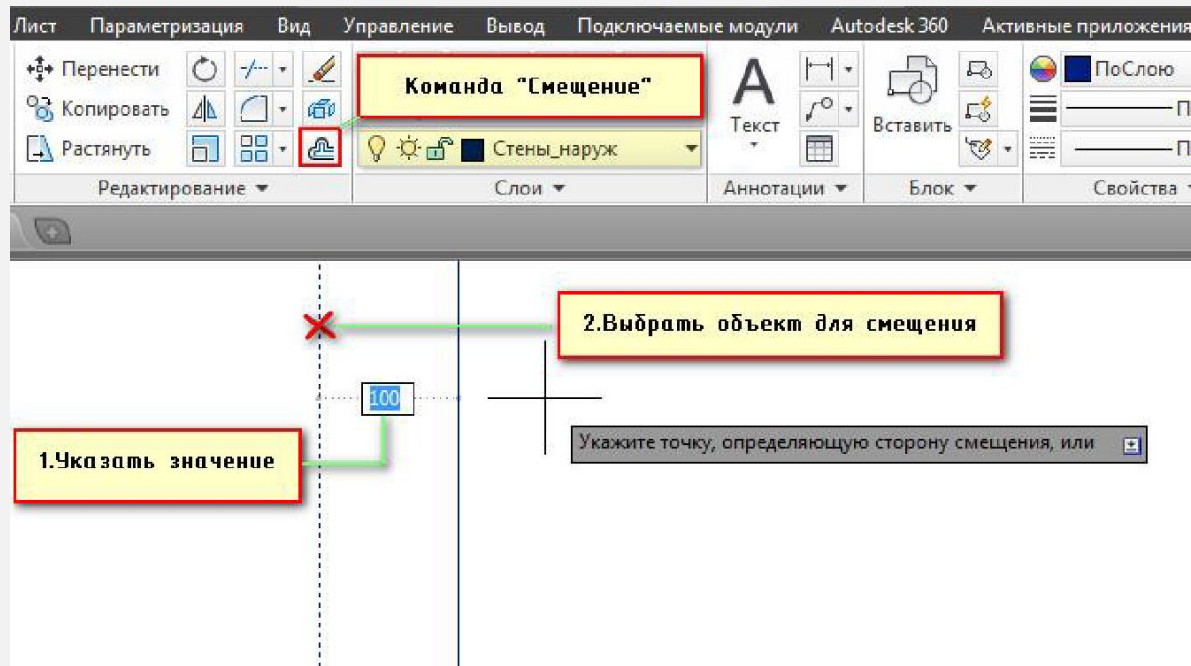 Лист Параметризация Вид Управление Вывод Подключаемые модули Autodesk 360 Активные приложения
Перенести
Копировать
Растянуть
Команда "Смещение"
Стены_наруж
Текст
Вставить
ПоСлою
П
П
Редактирование Слои Аннотации Блок Свойства
2.Выбрать объект для смещения
100
Укажите точку, определяющую сторону смещения, или
1.Указать значение